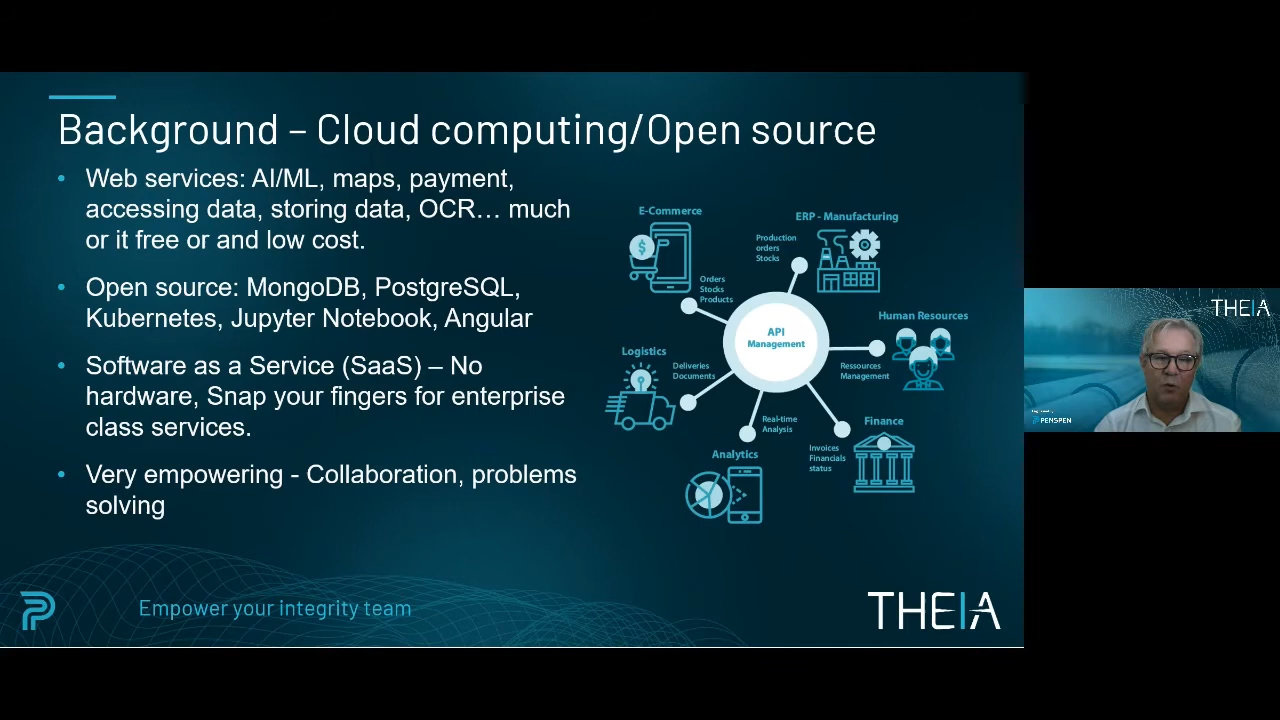 Background – Cloud computing/Open source
• Web services: AI/ML, maps, payment,
accessing data, storing data, OCR… much
or it free or and low cost.
• Open source: MongoDB, PostgreSQL,
Kubernetes, Jupyter Notebook, Angular
• Software as a Service (SaaS) – No
hardware, Snap your fingers for enterprise
class services.
• Very empowering - Collaboration, problems
solving
E-Commerce
Orders
Stocks
Products
ERP - Manufacturing
Production
orders
Stocks
API
Management
Human Resources
Ressources
Management
Logistics
Deliveries
Documents
Real-time
Analysis
Analytics
Finance
Invoices
Financials
status
Empower your integrity team
THEIA
THEIA
PENSPEN